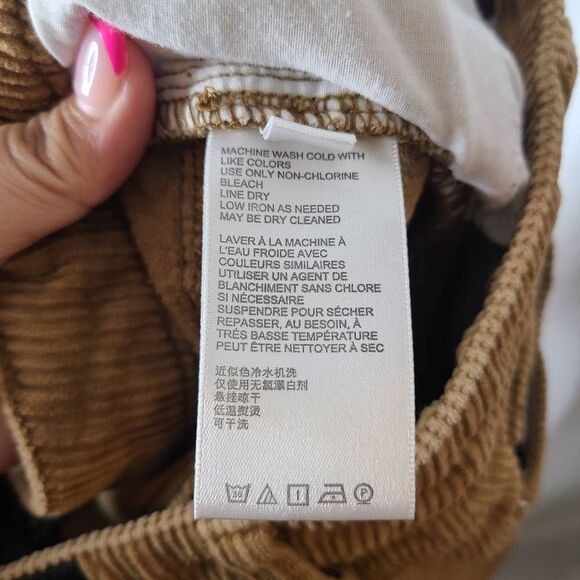 MACHINE WASH COLD WITH
LIKE COLORS
USE ONLY NON-CHLORINE
BLEACH
LINE DRY
LOW IRON AS NEEDED
MAY BE DRY CLEANED
LAVER À LA MACHINE À
L'EAU FROIDE AVEC
COULEURS SIMILAIRES
UTILISER UN AGENT DE
BLANCHIMENT SANS CHLORE
SI NÉCESSAIRE
SUSPENDRE POUR SÉCHER
REPASSER, AU BESOIN, À
TRÉS BASSE TEMPÉRATURE
PEUT ÊTRE NETTOYER À SEC
近似色冷水机洗
仅使用无氯漂白剂
悬挂晾干
低温熨烫
可干洗
30 P